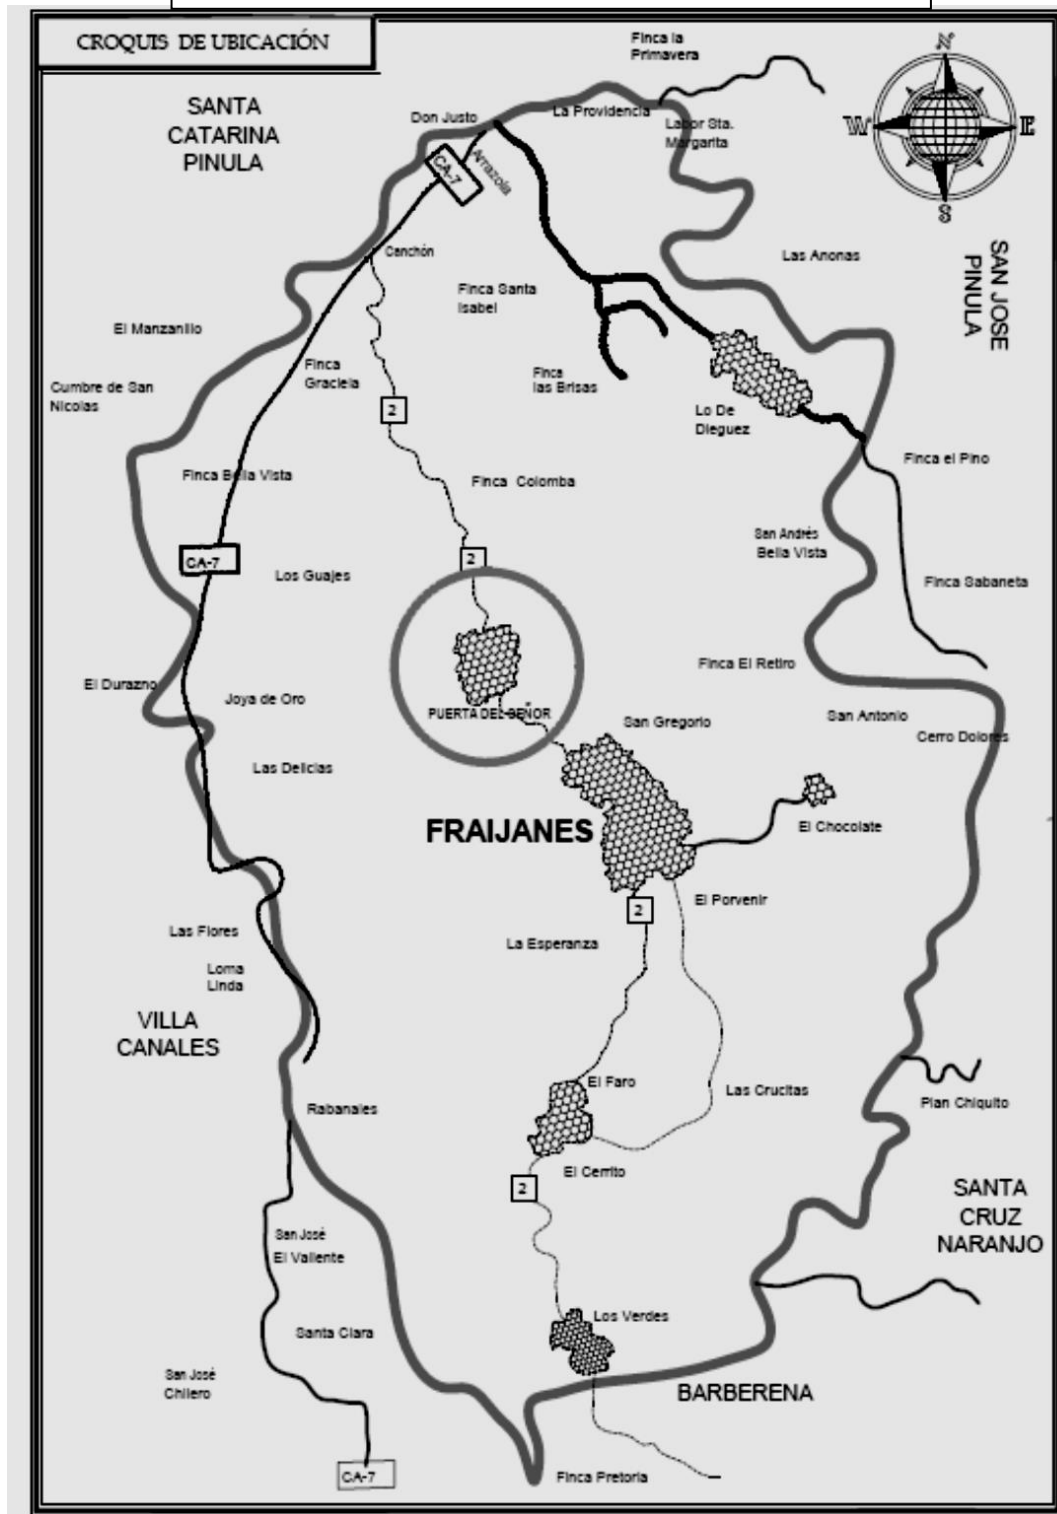 CROQUIS DE UBICACIÓN
Finca la
Primavera
N
SANTA
CATARINA
PINULA
Don Justo
La Providencia
Labor Sta.
Margarita
W
E
S
CA-7
Arrazola
Canchón
Las Anonas
SAN JOSE
PINULA
Finca Santa
Isabel
El Manzanillo
Finca
Graciela
Finca
las Brisas
Cumbre de San
Nicolas
2
Lo De
Dieguez
Finca el Pino
Finca Bella Vista
Finca Colomba
San Andrés
Bella Vista
CA-7
2
Los Guajes
Finca Sabaneta
Finca El Retiro
El Durazno
Joya de Oro
PUERTA DEL SEÑOR
San Gregorio
San Antonio
Cerro Dolores
Las Delicias
FRAIJANES
El Chocolate
El Porvenir
2
Las Flores
La Esperanza
Loma
Linda
VILLA
CANALES
El Faro
Las Crucitas
Rabanales
Plan Chiquito
El Cerrito
2
SANTA
CRUZ
NARANJO
San José
El Valiente
Los Verdes
Santa Clara
San José
Chilero
BARBERENA
CA-7
Finca Pretoria